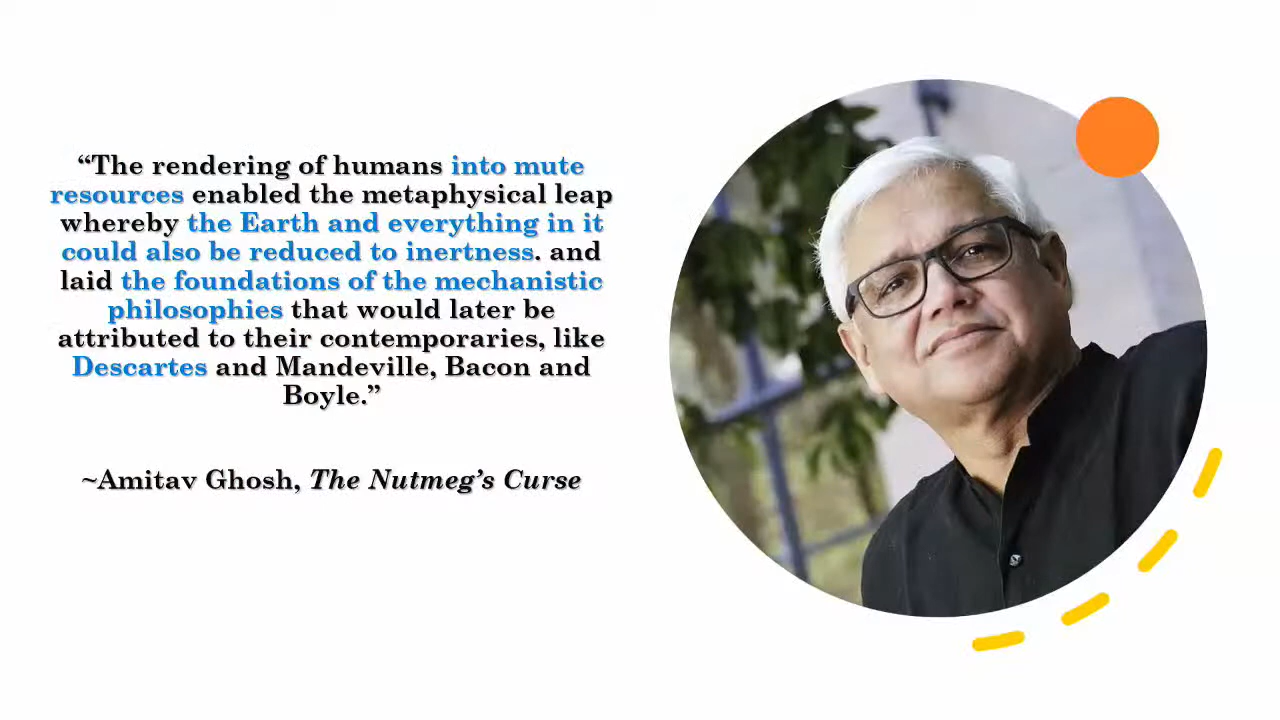 “The rendering of humans into mute
resources enabled the metaphysical leap
whereby the Earth and everything in it
could also be reduced to inertness. and
laid the foundations of the mechanistic
philosophies that would later be
attributed to their contemporaries, like
Descartes and Mandeville, Bacon and
Boyle.”
~Amitav Ghosh, The Nutmeg’s Curse